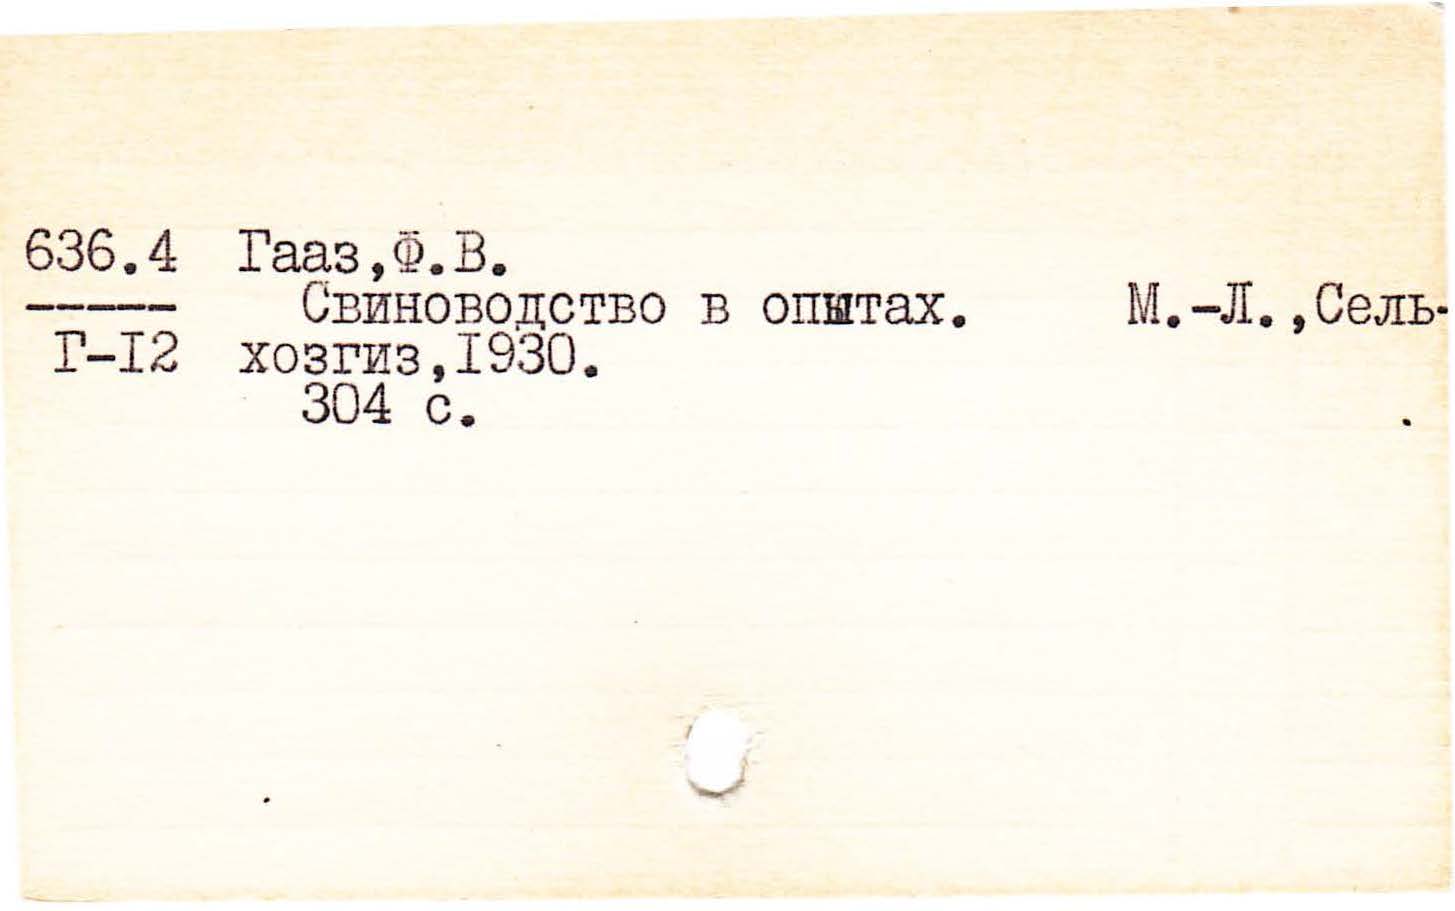 636.4 Гааз,Ф.В.
----- Свиноводство в опытах. М.-Л.,Сель-
Г-I2 хозгиз,I930.
304 с.